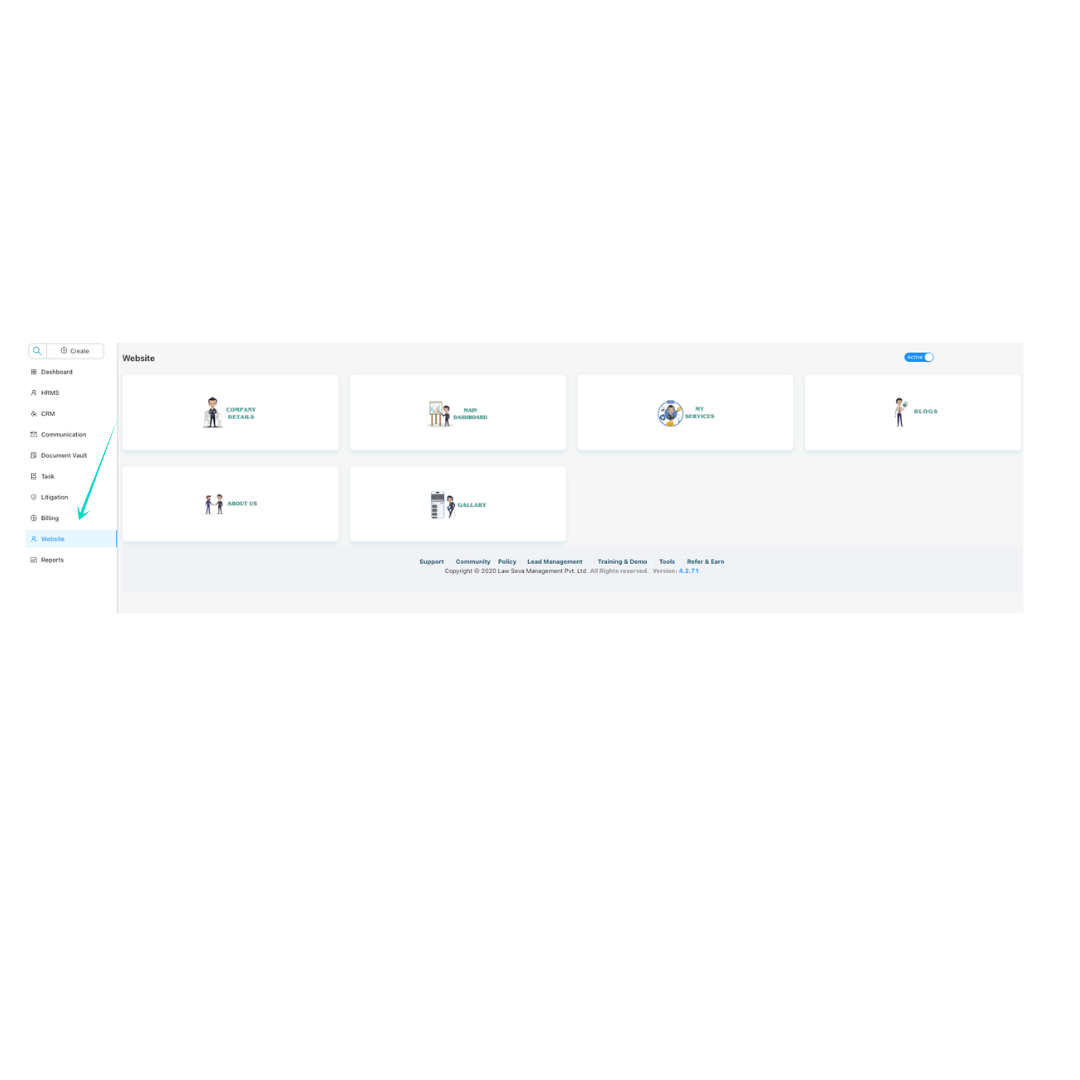 Create
Dashboard
HRMS
CRM
Communication
Document Vault
Task
Litigation
Billing
Website
Reports
Website
Active
COMPANY
DETAILS
MAIN
DASHBOARD
MY
SERVICES
BLOGS
ABOUT US
GALLARY
Support Community Policy Load Management Training & Demo Tools Refer & Earn
Copyright © 2020 Law Seva Management Pvt. Ltd .All Rights reserved. Version: 4.2.71